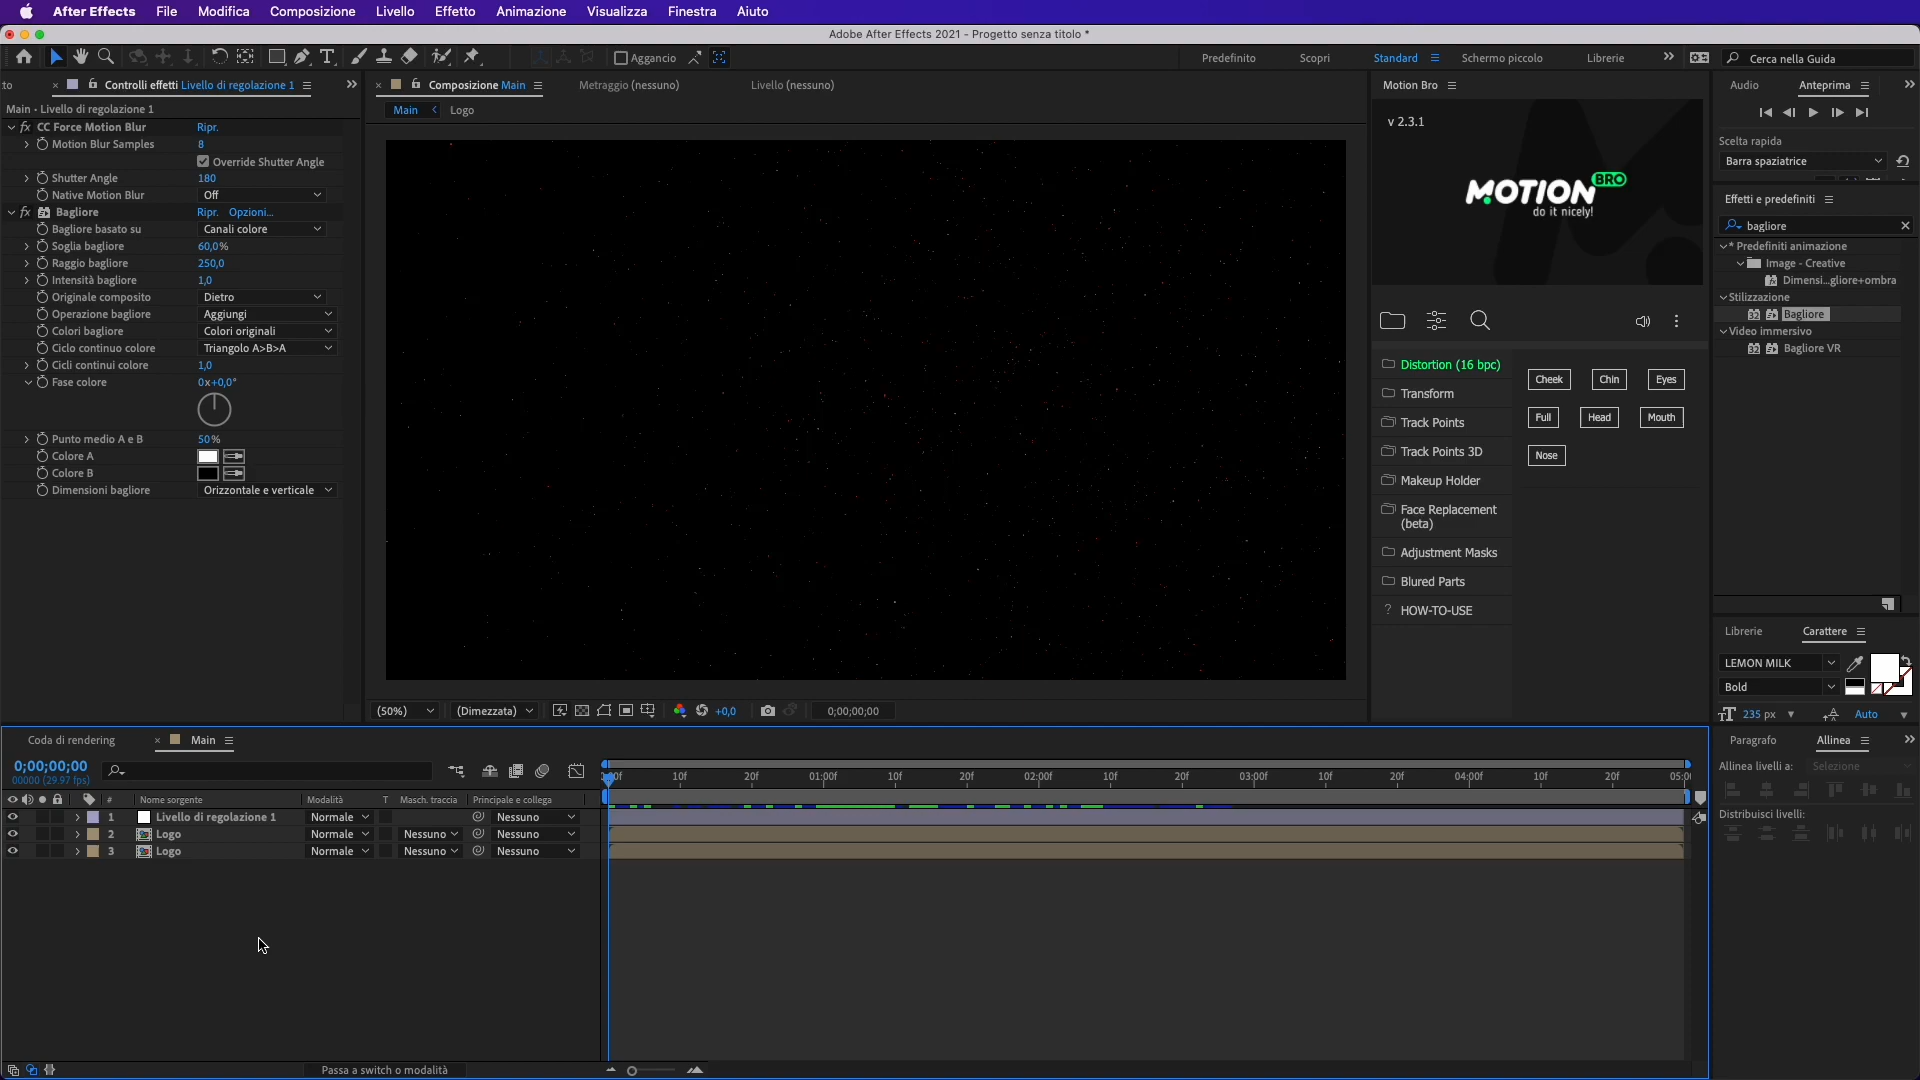 After Effects File Modifica Composizione Livello Effetto Animazione Visualizza Finestra Aiuto
Adobe After Effects 2021 - Progetto senza titolo *
Aggancio Predefinito Scopri Standard Schermo piccolo Librerie Cerca nella Guida
to Controlli effetti Livello di regolazione 1
Main • Livello di regolazione 1
fx CC Force Motion Blur Ripr.
Motion Blur Samples 8
Override Shutter Angle
Shutter Angle 180
Native Motion Blur Off
fx Bagliore Ripr. Opzioni...
Bagliore basato su Canali colore
Soglia bagliore 60,0%
Raggio bagliore 250,0
Intensità bagliore 1,0
Originale composito Dietro
Operazione bagliore Aggiungi
Colori bagliore Colori originali
Ciclo continuo colore Triangolo A>B>A
Cicli continui colore 1,0
Fase colore 0x+0,0°
Punto medio A e B 50%
Colore A
Colore B
Dimensioni bagliore Orizzontale e verticale
Composizione Main Metraggio (nessuno) Livello (nessuno)
Main Logo
(50%) (Dimezzata) +0,0 0;00;00;00
Motion Bro
v 2.3.1
MOTION BRO
do it nicely!
Distortion (16 bpc)
Transform
Track Points
Track Points 3D
Makeup Holder
Face Replacement
(beta)
Adjustment Masks
Blured Parts
? HOW-TO-USE
Cheek Chin Eyes
Full Head Mouth
Nose
Audio Anteprima
Scelta rapida
Barra spaziatrice
Effetti e predefiniti
bagliore
* Predefiniti animazione
Image - Creative
Dimensi...gliore+ombra
Stilizzazione
32 Bagliore
Video immersivo
32 Bagliore VR
Librerie Carattere
LEMON MILK
Bold
235 px Auto
Paragrafo Allinea
Allinea livelli a: Selezione
Distribuisci livelli:
Coda di rendering Main
0;00;00;00
00000 (29.97 fps)
10f 20f 01:00f 10f 20f 02:00f 10f 20f 03:00f 10f 20f 04:00f 10f 20f
# Nome sorgente Modalità T Masch. traccia Principale e collega
1 Livello di regolazione 1 Normale Nessuno
2 Logo Normale Nessuno Nessuno
3 Logo Normale Nessuno Nessuno
Passa a switch o modalità